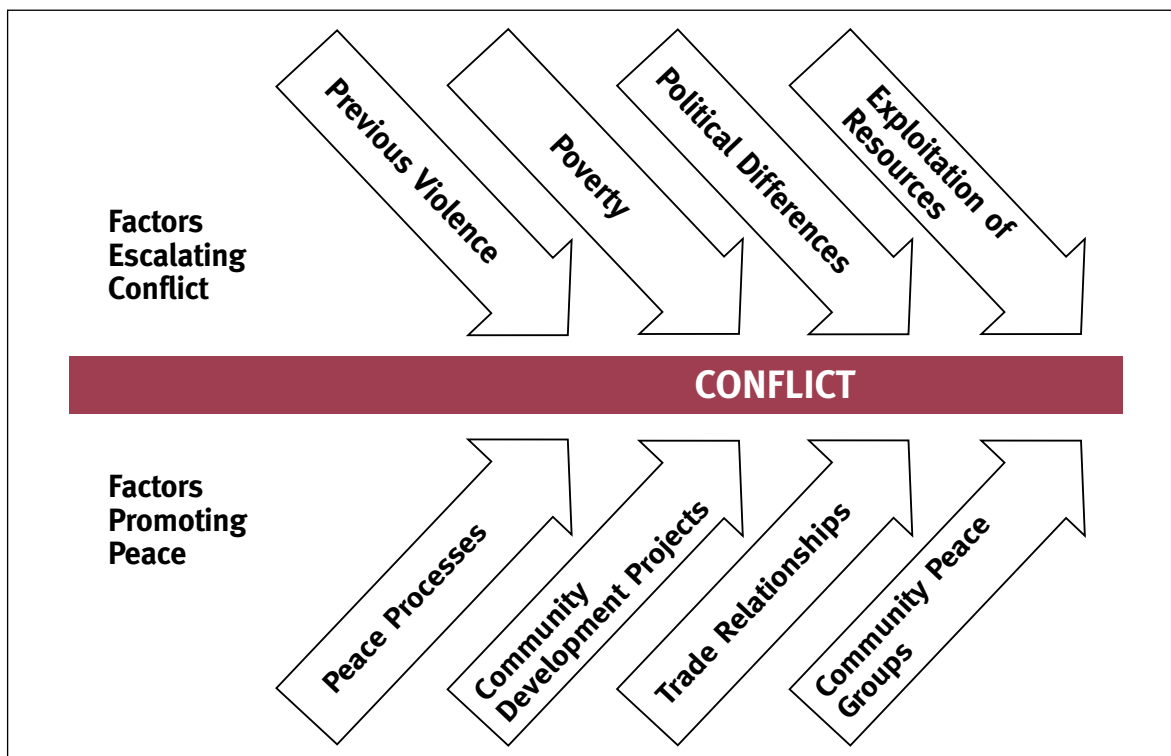 Previous Violence
Poverty
Political Differences
Exploitation of
Resources
Factors
Escalating
Conflict
CONFLICT
Factors
Promoting
Peace
Peace Processes
Community
Development Projects
Trade Relationships
Community Peace
Groups